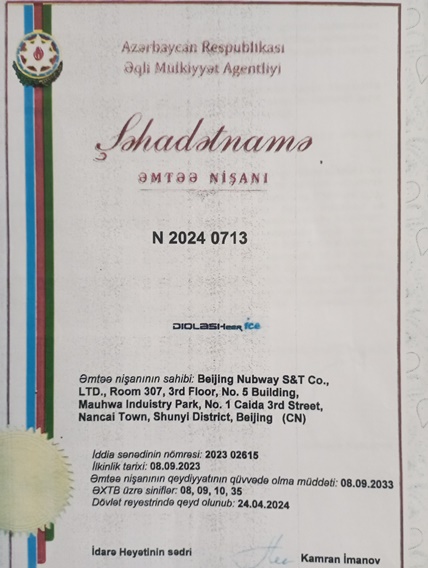 Azərbaycan Respublikası
Əqli Mülkiyyət Agentliyi
Şəhadətnamə
ƏMTƏƏ NİŞANI
N 2024 0713
DIOLASHEER ice
Əmtəə nişanının sahibi: Beijing Nubway S&T Co.,
LTD., Room 307, 3rd Floor, No. 5 Building,
Mauhwa Induistry Park, No. 1 Caida 3rd Street,
Nancai Town, Shunyi District, Beijing (CN)
İddia sənədinin nömrəsi: 2023 02615
İlkinlik tarixi: 08.09.2023
Əmtəə nişanının qeydiyyatının qüvvədə olma müddəti: 08.09.2033
ƏXTB üzrə siniflər: 08, 09, 10, 35
Dövlət reyestrində qeyd olunub: 24.04.2024
İdarə Heyətinin sədri
Kamran İmanov